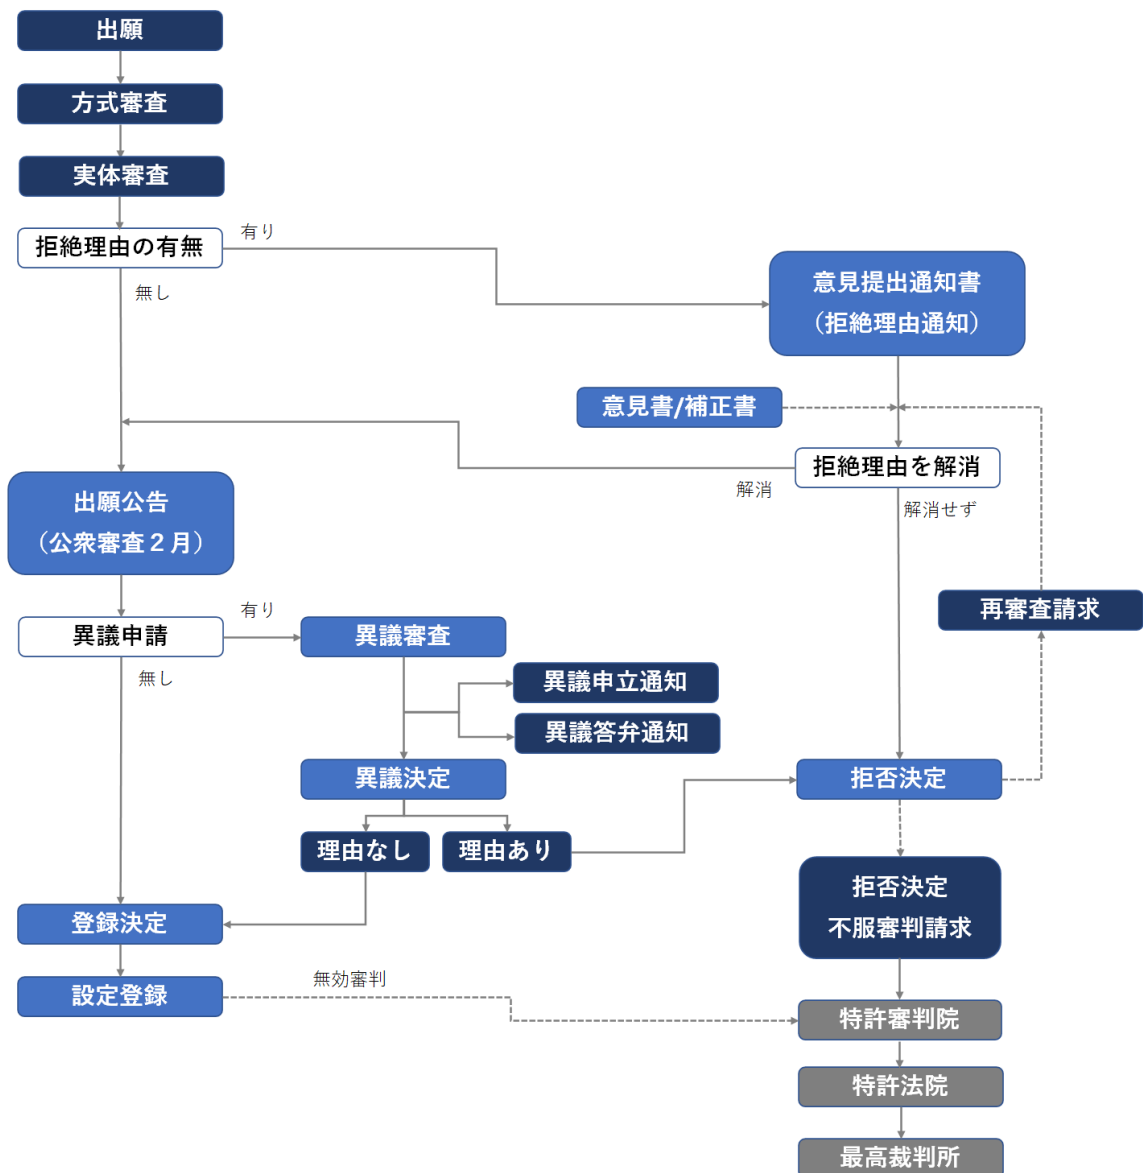 出願
方式審査
実体審査
拒絶理由の有無
有り
無し
意見提出通知書
（拒絶理由通知）
意見書/補正書
拒絶理由を解消
解消
解消せず
出願公告
（公衆審査２月）
再審査請求
異議申請
有り
無し
異議審査
異議申立通知
異議答弁通知
異議決定
拒否決定
理由なし
理由あり
拒否決定
不服審判請求
登録決定
設定登録
無効審判
特許審判院
特許法院
最高裁判所